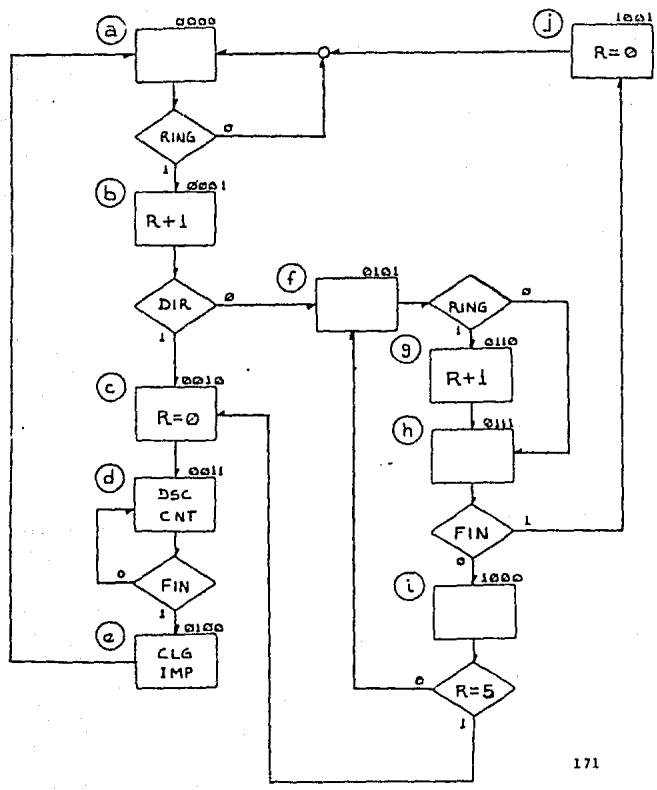 a
0000
j
1001
R=0
RING
0
1
b
0001
R+1
DIR
0
1
f
0101
RING
0
1
g
0110
R+1
c
0010
R=0
h
0111
d
0011
DSC
CNT
FIN
1
0
FIN
0
1
i
1000
e
0100
CLG
IMP
R=5
0
1
171